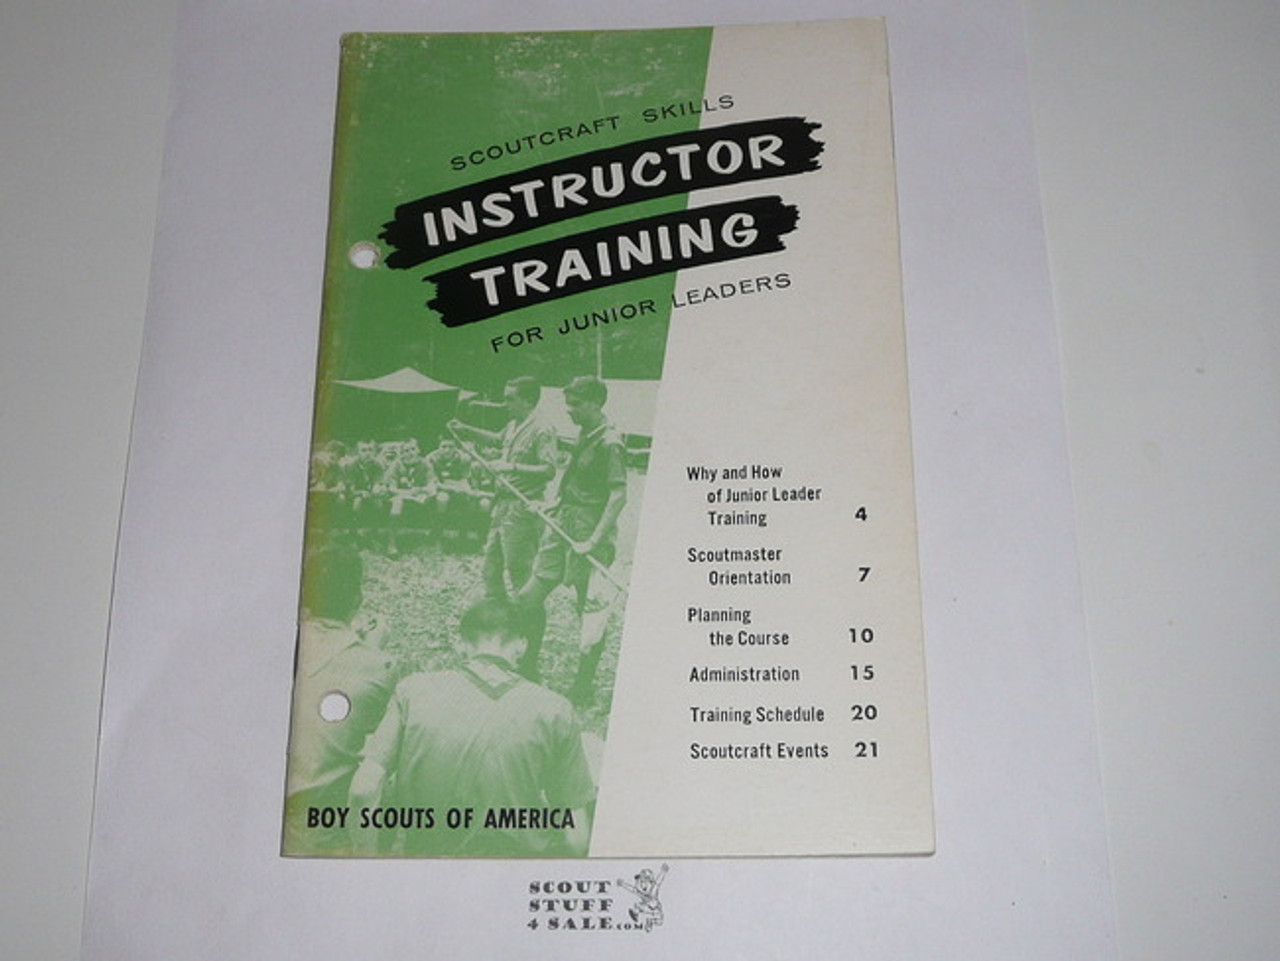 SCOUTCRAFT SKILLS
INSTRUCTOR
TRAINING
FOR JUNIOR LEADERS
Why and How
of Junior Leader
Training 4
Scoutmaster
Orientation 7
Planning
the Course 10
Administration 15
Training Schedule 20
Scoutcraft Events 21
BOY SCOUTS OF AMERICA
SCOUT
STUFF
4 SALE.COM